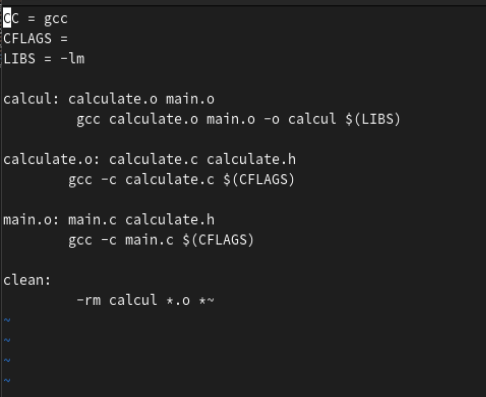 CC = gcc
CFLAGS =
LIBS = -lm

calcul: calculate.o main.o
         gcc calculate.o main.o -o calcul $(LIBS)

calculate.o: calculate.c calculate.h
        gcc -c calculate.c $(CFLAGS)

main.o: main.c calculate.h
        gcc -c main.c $(CFLAGS)

clean:
         -rm calcul *.o *~
~
~
~
~